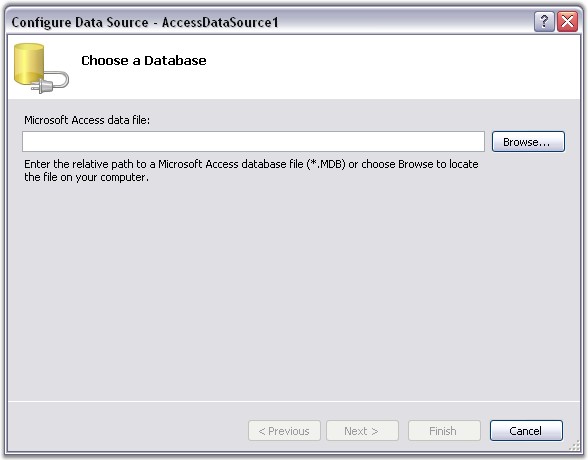 Configure Data Source - AccessDataSource1
Choose a Database
Microsoft Access data file:
Browse...
Enter the relative path to a Microsoft Access database file (*.MDB) or choose Browse to locate
the file on your computer.
< Previous
Next >
Finish
Cancel